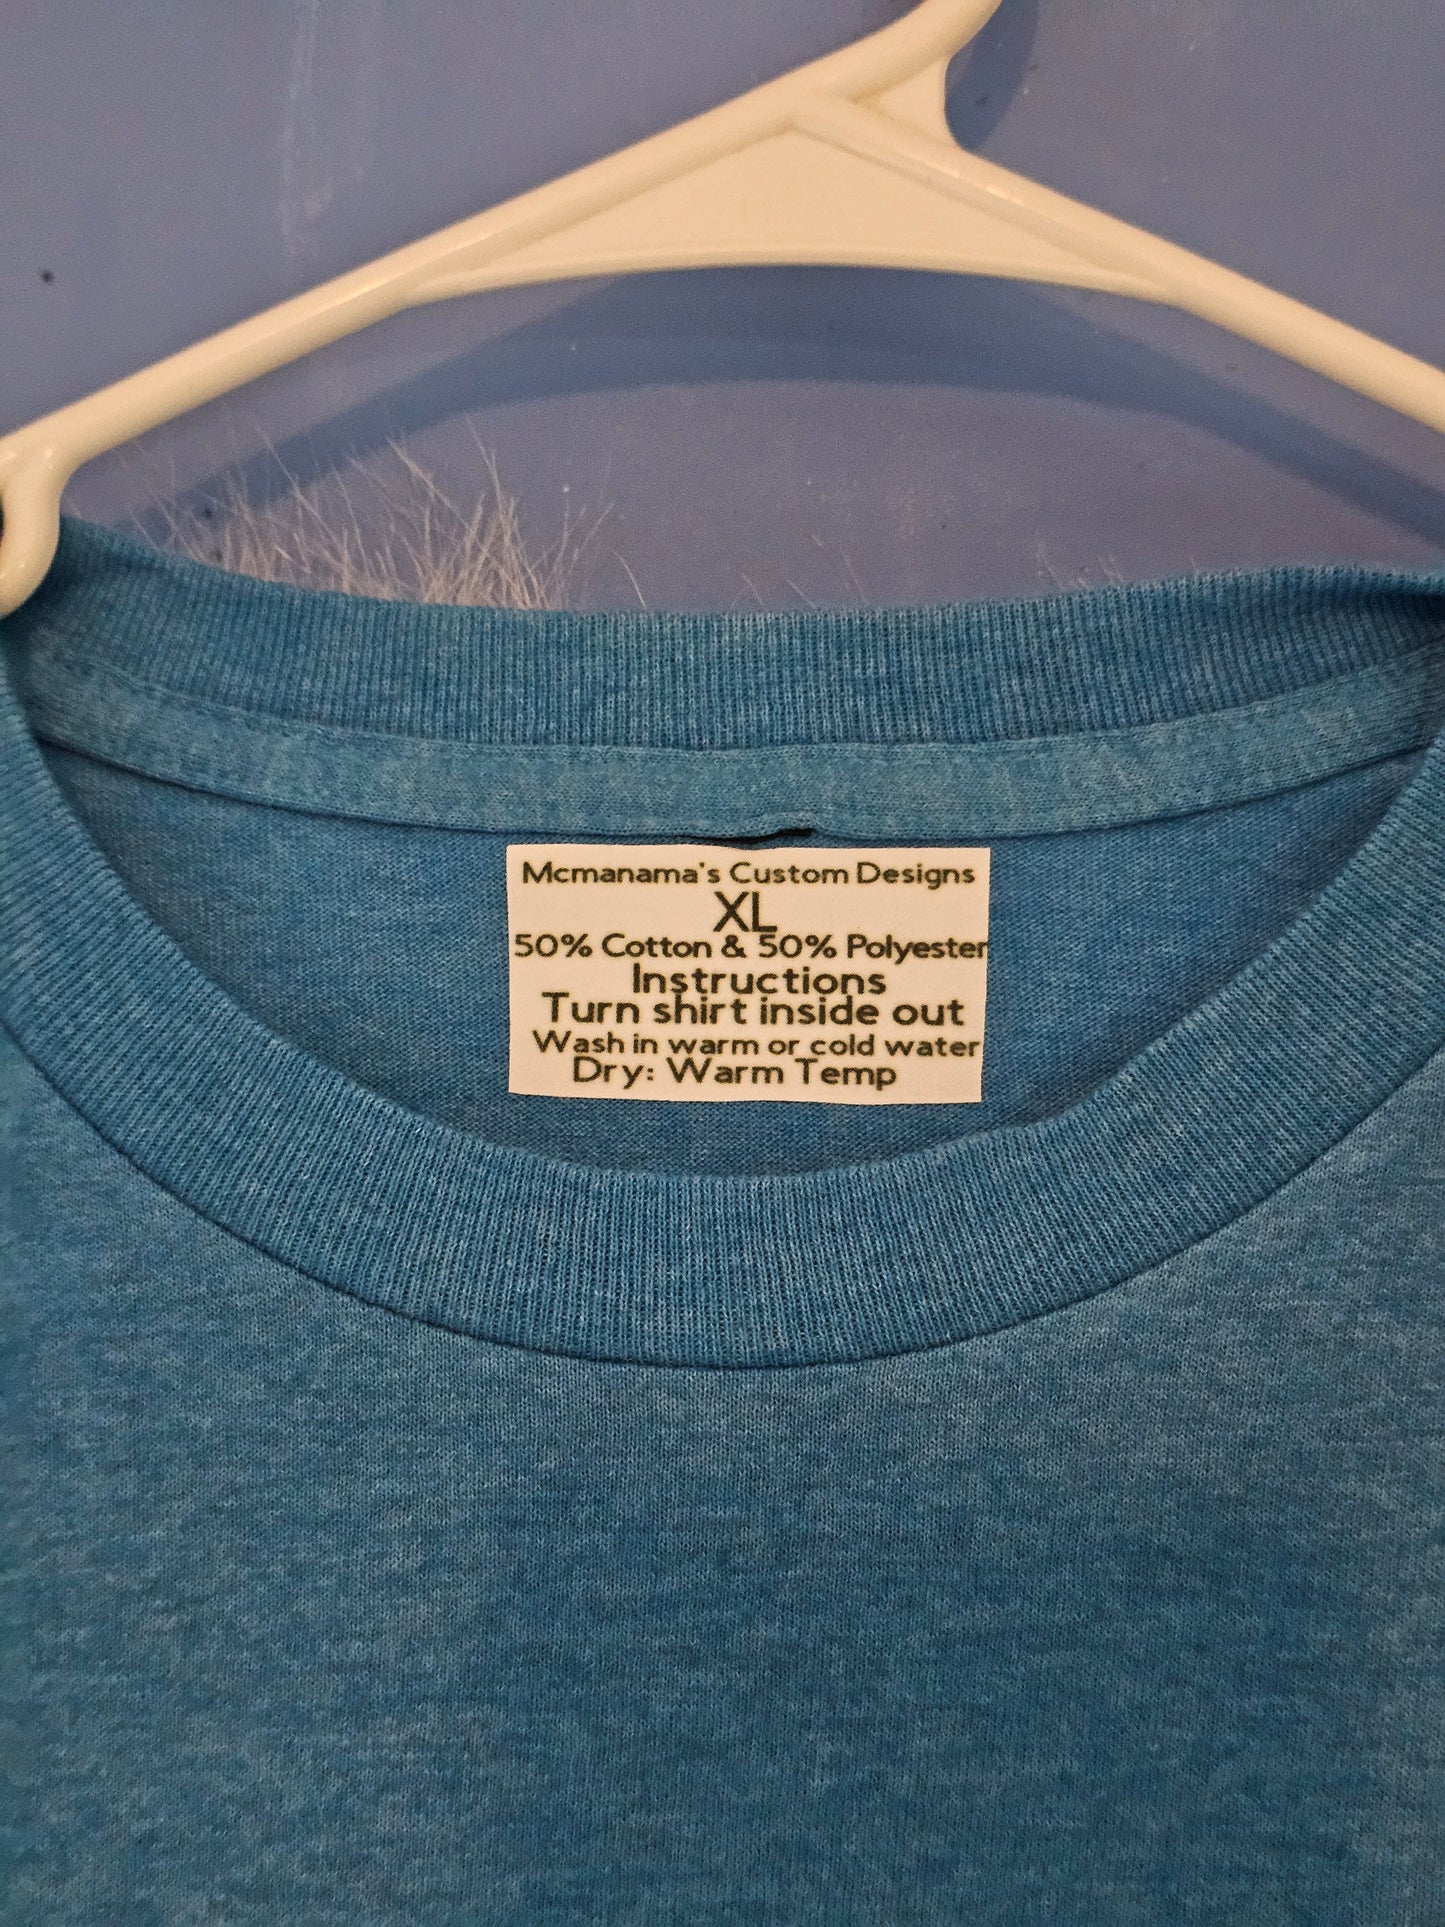 Mcmanama's Custom Designs
XL
50% Cotton & 50% Polyester
Instructions
Turn shirt inside out
Wash in warm or cold water
Dry: Warm Temp